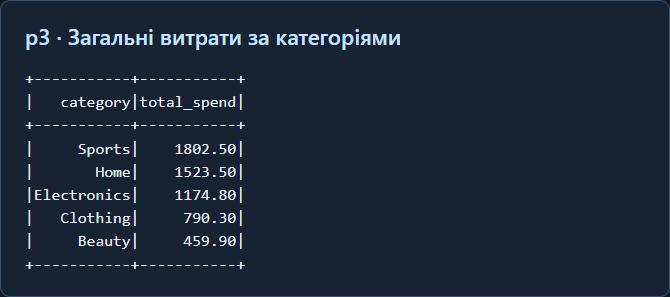 p3 · Загальні витрати за категоріями
+-----------+-----------+
|   category|total_spend|
+-----------+-----------+
|     Sports|    1802.50|
|       Home|    1523.50|
|Electronics|    1174.80|
|   Clothing|     790.30|
|     Beauty|     459.90|
+-----------+-----------+